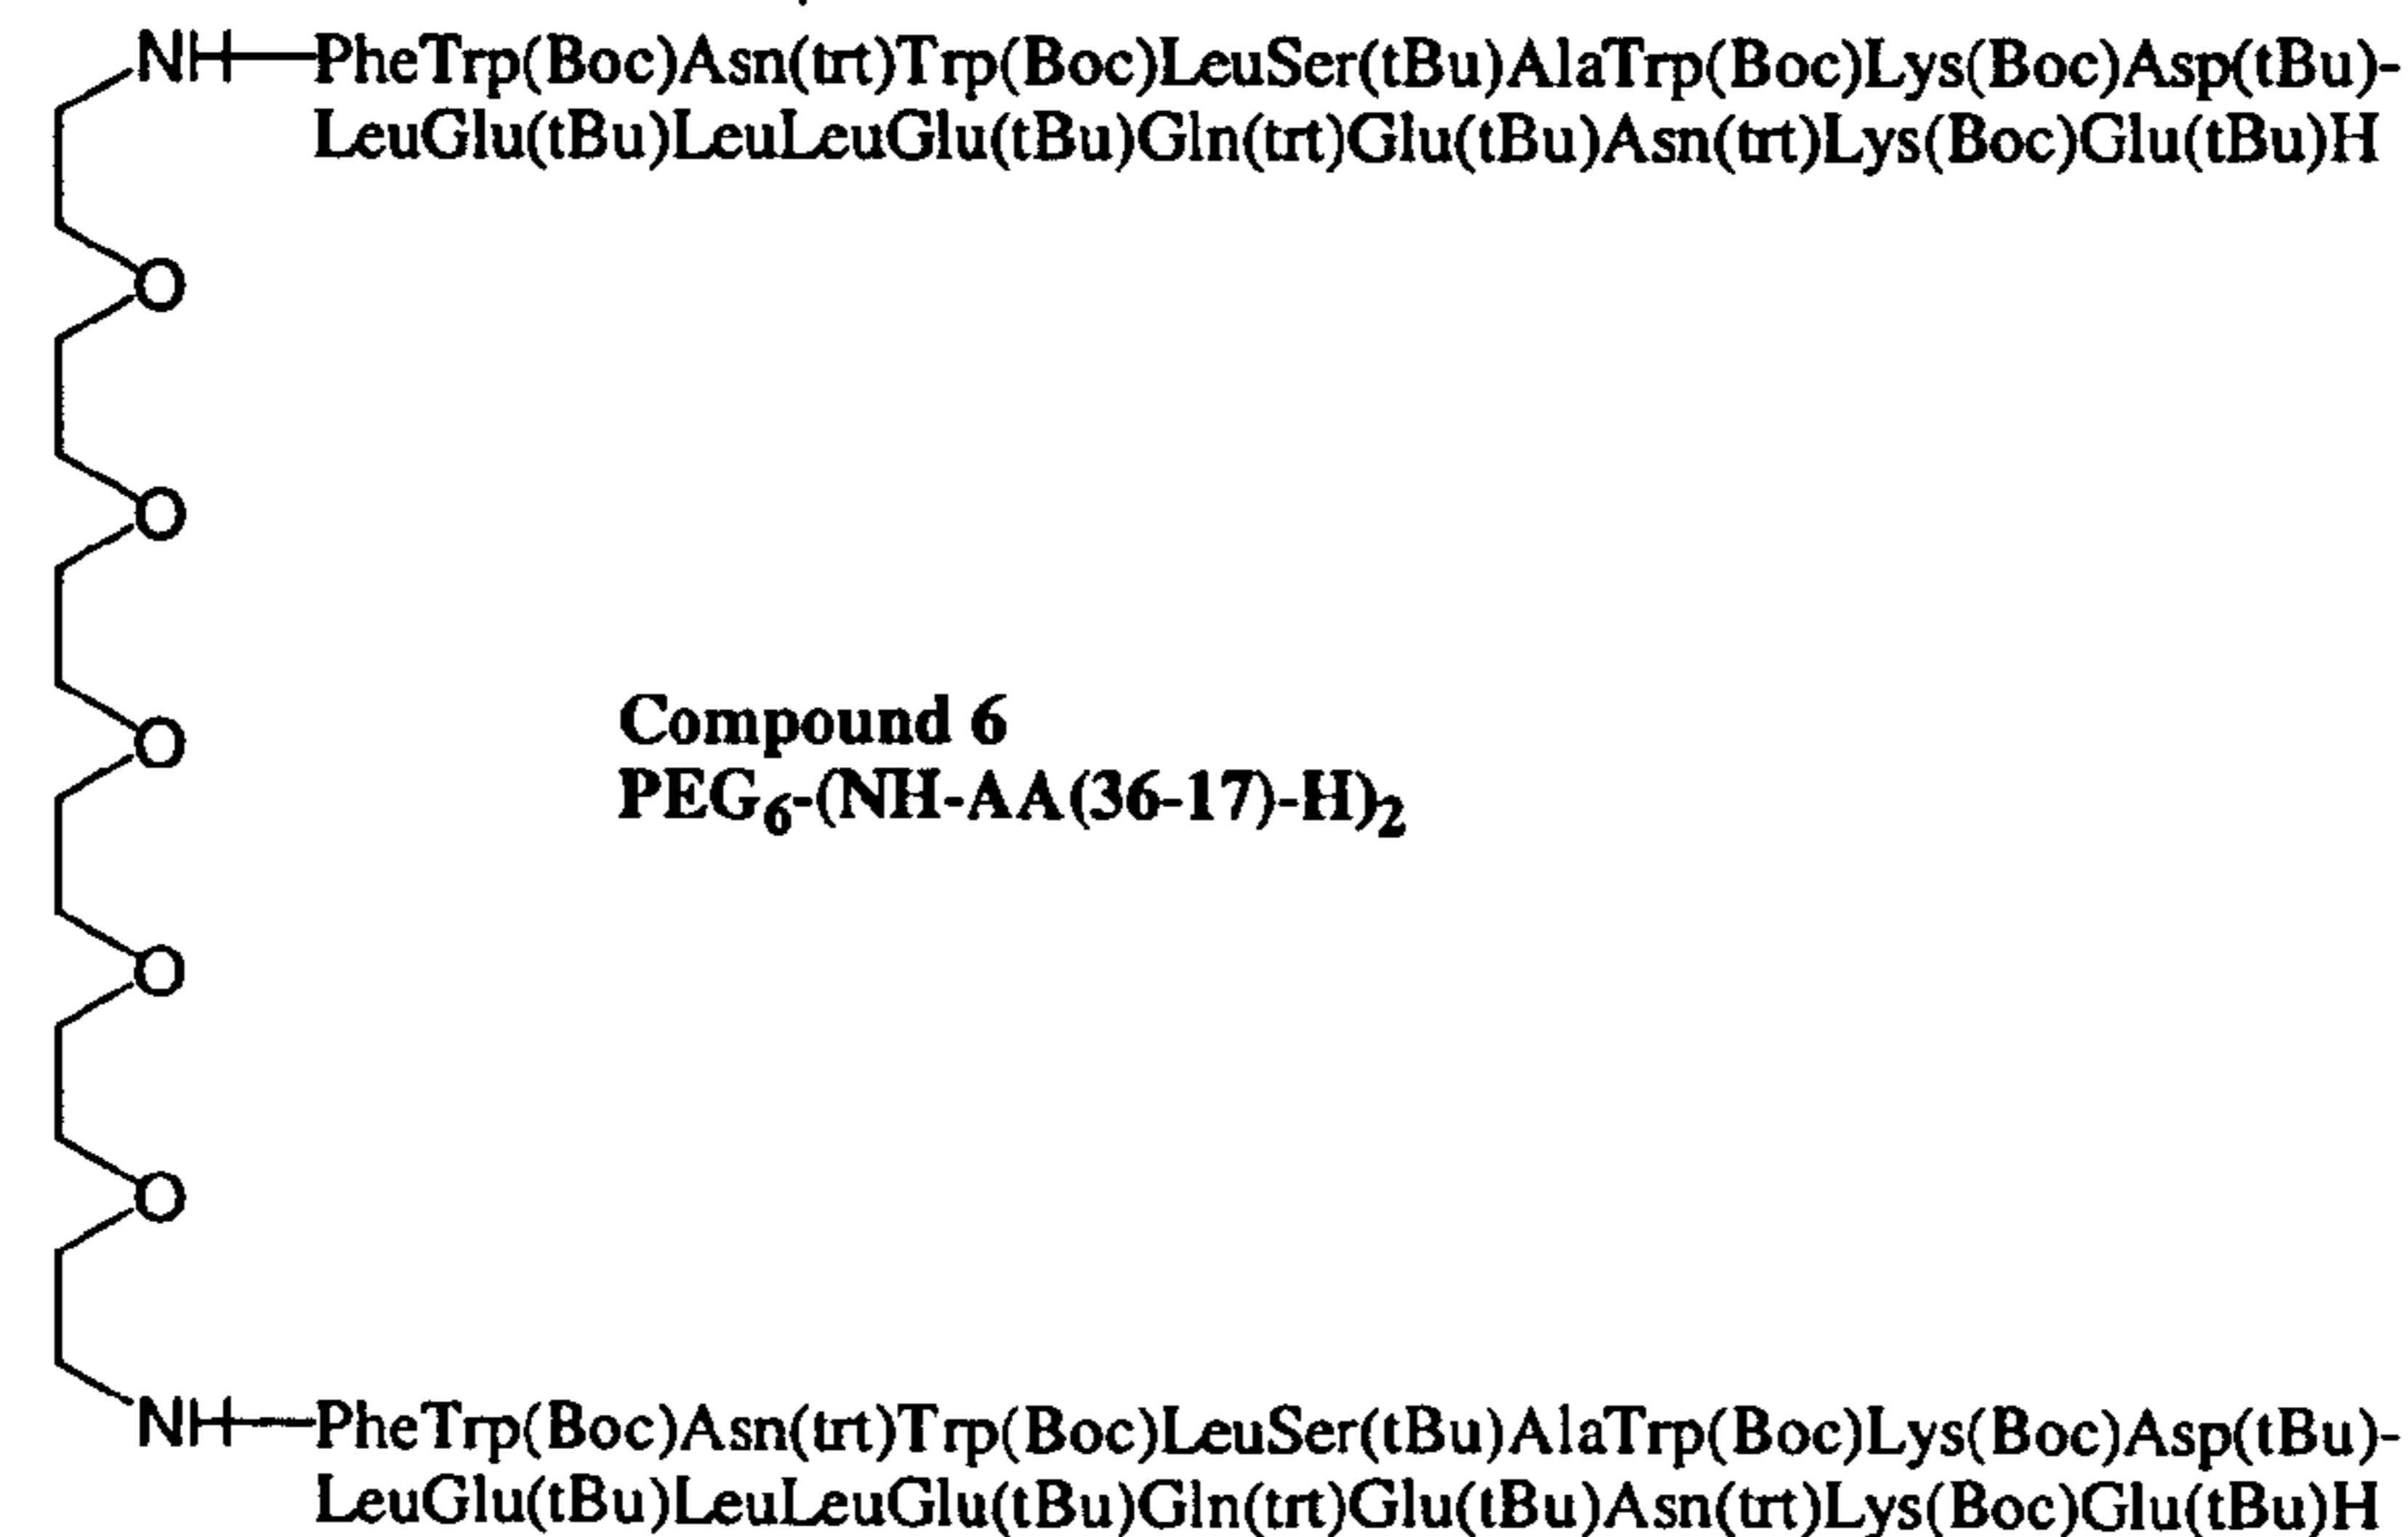 NH—PheTrp(Boc)Asn(trt)Trp(Boc)LeuSer(tBu)AlaTrp(Boc)Lys(Boc)Asp(tBu)-
LeuGlu(tBu)LeuLeuGlu(tBu)Gln(trt)Glu(tBu)Asn(trt)Lys(Boc)Glu(tBu)H
O
O
O
Compound 6
PEG6-(NH-AA(36-17)-H)2
O
O
NH—PheTrp(Boc)Asn(trt)Trp(Boc)LeuSer(tBu)AlaTrp(Boc)Lys(Boc)Asp(tBu)-
LeuGlu(tBu)LeuLeuGlu(tBu)Gln(trt)Glu(tBu)Asn(trt)Lys(Boc)Glu(tBu)H